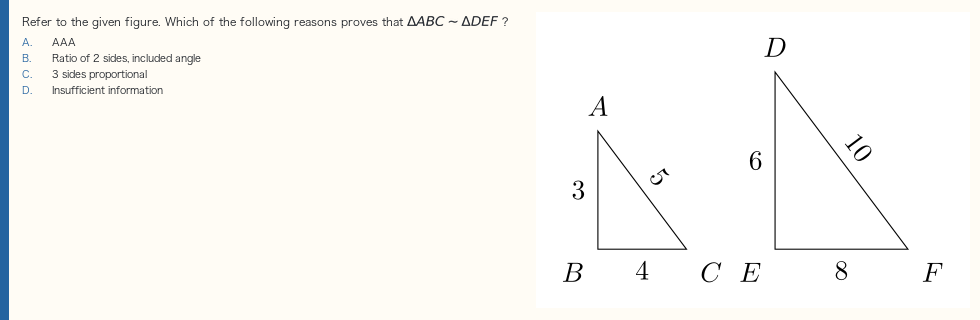 Refer to the given figure. Which of the following reasons proves that ΔABC ~ ΔDEF ?
A. AAA
B. Ratio of 2 sides, included angle
C. 3 sides proportional
D. Insufficient information
D
A
10
6
5
3
B 4 C E 8 F